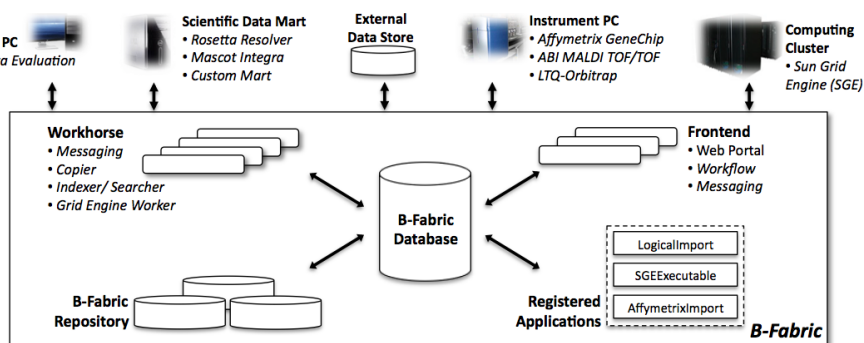 PC
Evaluation
Scientific Data Mart
• Rosetta Resolver
• Mascot Integra
• Custom Mart
External
Data Store
Instrument PC
• Affymetrix GeneChip
• ABI MALDI TOF/TOF
• LTQ-Orbitrap
Computing
Cluster
• Sun Grid
Engine (SGE)
Workhorse
• Messaging
• Copier
• Indexer/ Searcher
• Grid Engine Worker
B-Fabric
Database
Frontend
• Web Portal
• Workflow
• Messaging
B-Fabric
Repository
Registered
Applications
LogicalImport
SGEExecutable
AffymetrixImport
B-Fabric